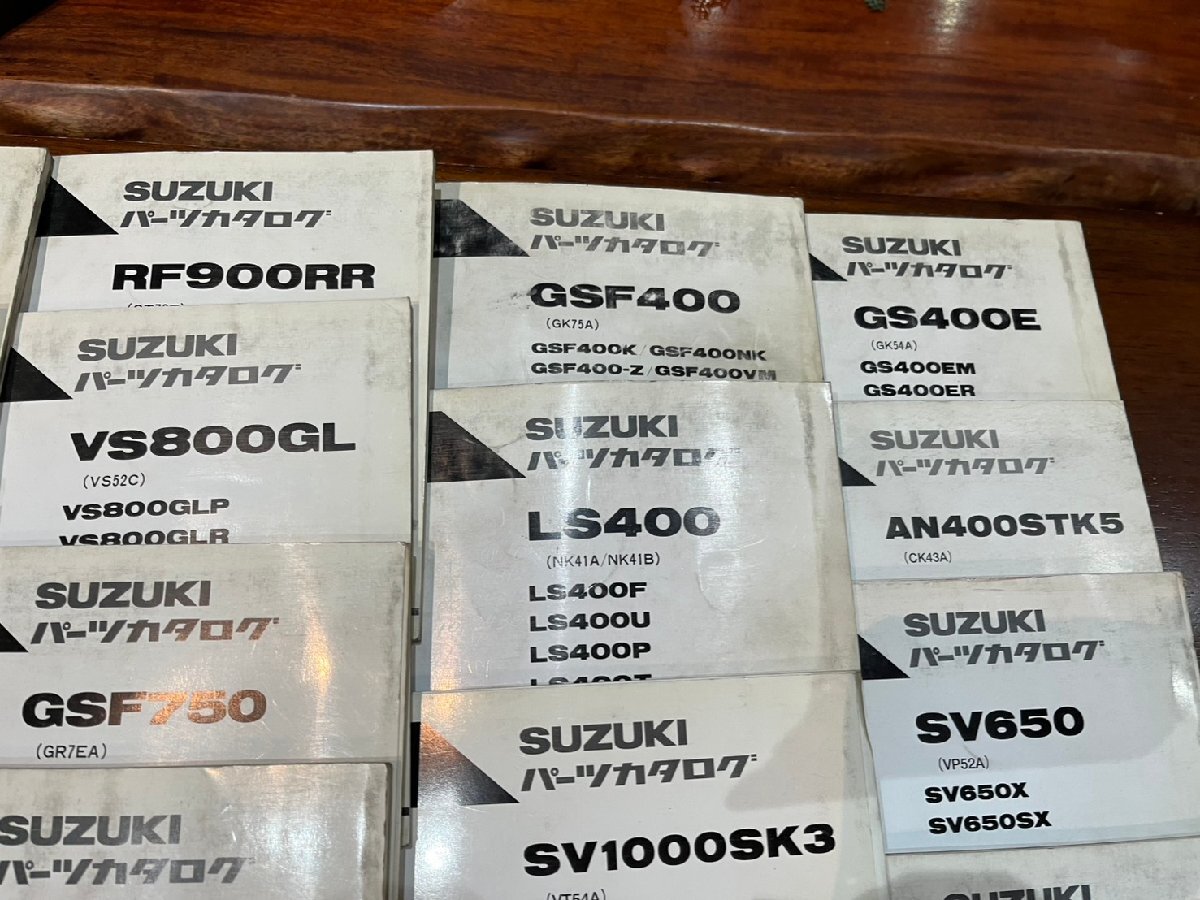 SUZUKI
パーツカタログ
RF900RR
SUZUKI
パーツカタログ
GSF400
(GK75A)
GSF400K/GSF400NK
GSF400-Z/GSF400VM
SUZUKI
パーツカタログ
GS400E
(GK54A)
GS400EM
GS400ER
SUZUKI
パーツカタログ
VS800GL
(VS52C)
VS800GLP
VS800GLR
SUZUKI
パーツカタログ
LS400
(NK41A/NK41B)
LS400F
LS400U
LS400P
LS400T
SUZUKI
パーツカタログ
AN400STK5
(CK43A)
SUZUKI
パーツカタログ
GSF750
(GR7EA)
SUZUKI
パーツカタログ
SV1000SK3
(VT54A)
SUZUKI
パーツカタログ
SV650
(VP52A)
SV650X
SV650SX
SUZUKI
パーツカタログ
SUZUKI